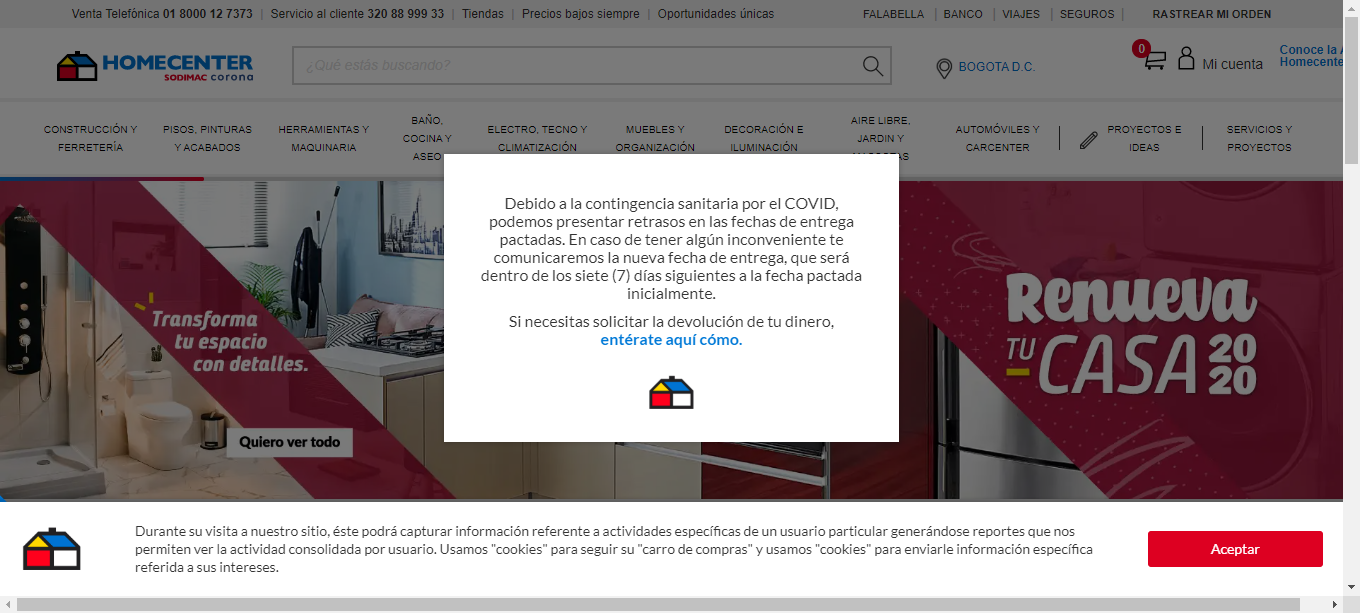 Venta Telefónica 01 8000 12 7373 | Servicio al cliente 320 88 999 33 | Tiendas | Precios bajos siempre | Oportunidades únicas
FALABELLA | BANCO | VIAJES | SEGUROS | RASTREAR MI ORDEN
HOMECENTER
SODIMAC corona
¿Qué estás buscando?
BOGOTA D.C.
0
Mi cuenta
Conoce la A
Homecente
CONSTRUCCIÓN Y
FERRETERÍA
PISOS, PINTURAS
Y ACABADOS
HERRAMIENTAS Y
MAQUINARIA
BAÑO,
COCINA Y
ASEO
ELECTRO, TECNO Y
CLIMATIZACIÓN
MUEBLES Y
ORGANIZACIÓN
DECORACIÓN E
ILUMINACIÓN
AIRE LIBRE,
JARDIN Y
AUTOMÓVILES Y
CARCENTER
PROYECTOS E
IDEAS
SERVICIOS Y
PROYECTOS
Debido a la contingencia sanitaria por el COVID,
podemos presentar retrasos en las fechas de entrega
pactadas. En caso de tener algún inconveniente te
comunicaremos la nueva fecha de entrega, que será
dentro de los siete (7) días siguientes a la fecha pactada
inicialmente.
Si necesitas solicitar la devolución de tu dinero,
entérate aquí cómo.
Transforma
tu espacio
con detalles.
Quiero ver todo
Renueva
TU CASA 2020
Durante su visita a nuestro sitio, éste podrá capturar información referente a actividades específicas de un usuario particular generándose reportes que nos
permiten ver la actividad consolidada por usuario. Usamos "cookies" para seguir su "carro de compras" y usamos "cookies" para enviarle información específica
referida a sus intereses.
Aceptar